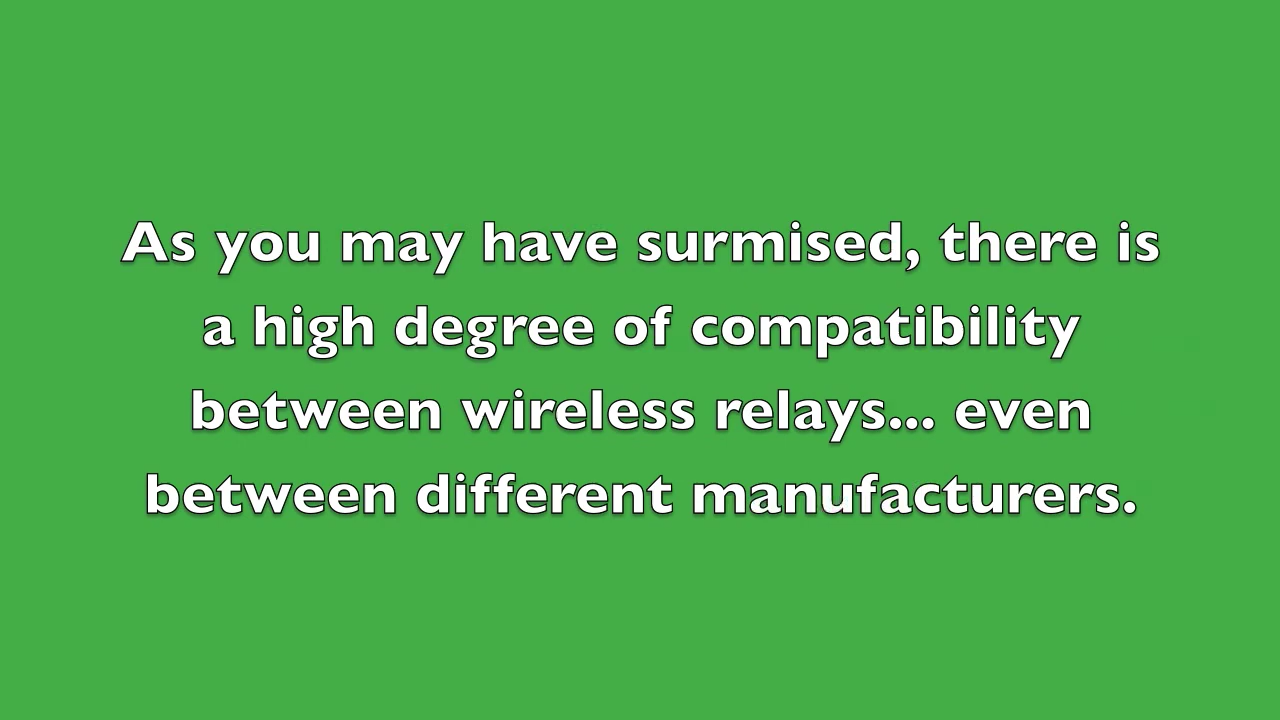 As you may have surmised, there is
a high degree of compatibility
between wireless relays... even
between different manufacturers.